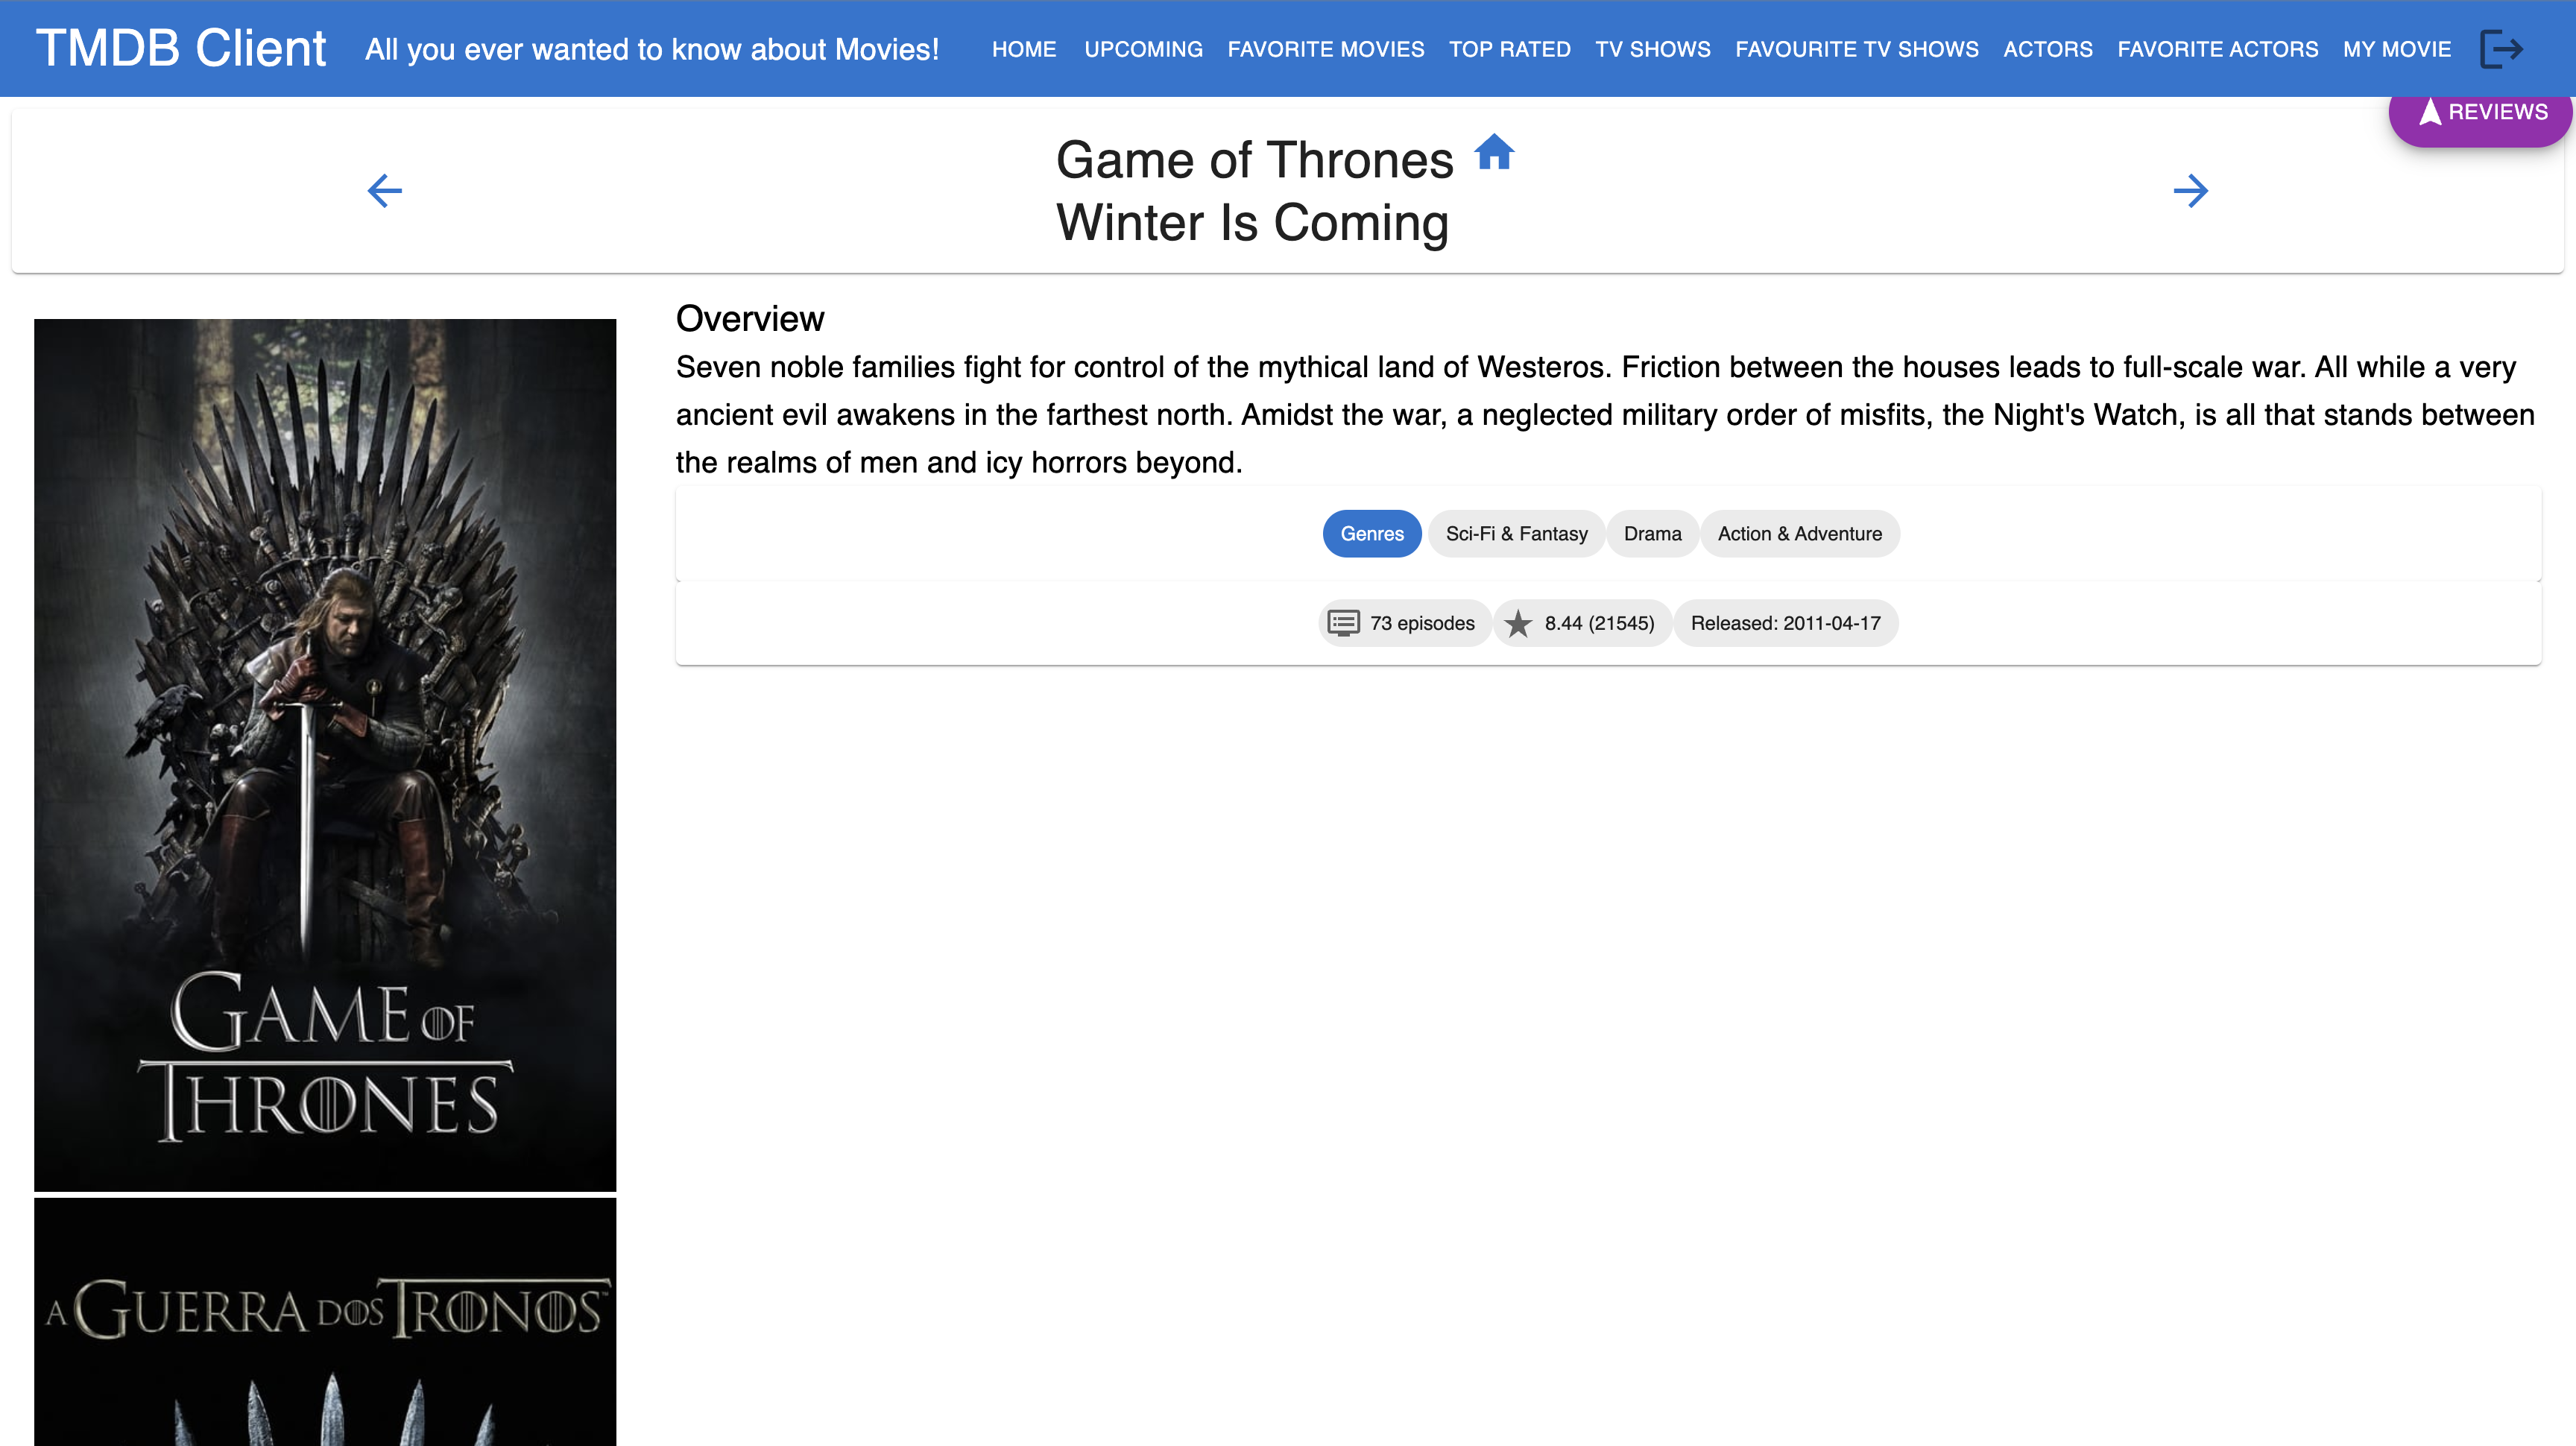 TMDB Client
All you ever wanted to know about Movies!
HOME UPCOMING FAVORITE MOVIES TOP RATED TV SHOWS FAVOURITE TV SHOWS ACTORS FAVORITE ACTORS MY MOVIE
REVIEWS
Game of Thrones
Winter Is Coming
Overview
Seven noble families fight for control of the mythical land of Westeros. Friction between the houses leads to full-scale war. All while a very
ancient evil awakens in the farthest north. Amidst the war, a neglected military order of misfits, the Night's Watch, is all that stands between
the realms of men and icy horrors beyond.
Genres Sci-Fi & Fantasy Drama Action & Adventure
73 episodes 8.44 (21545) Released: 2011-04-17
GAME OF
THRONES
A GUERRA DOS TRONOS™